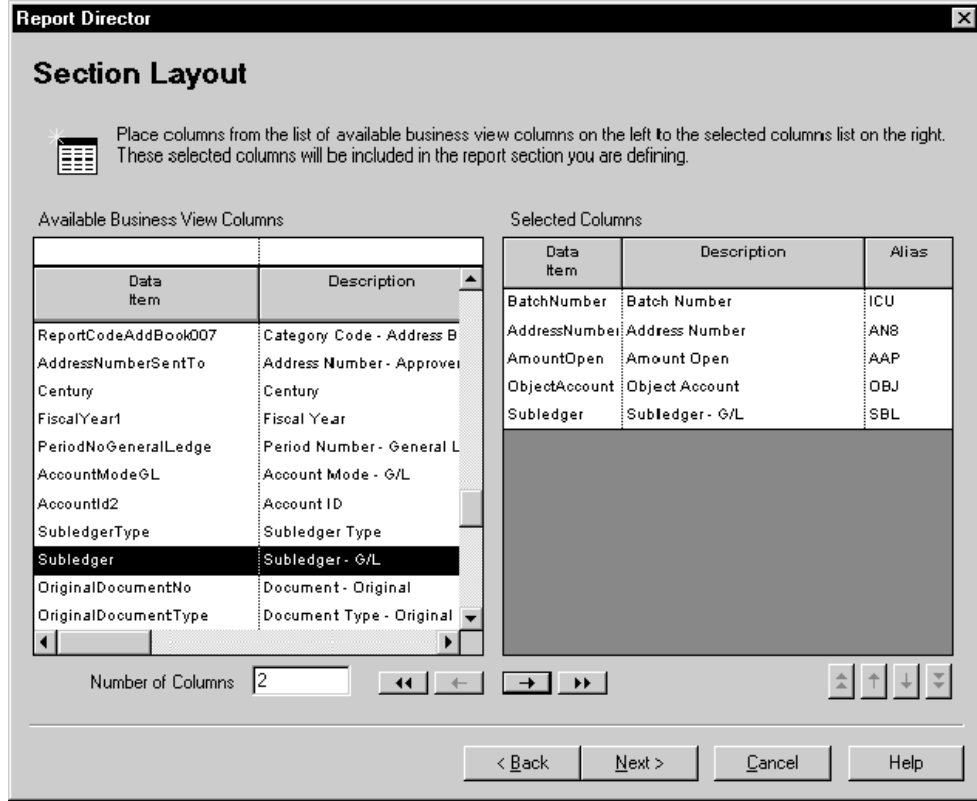 Report Director
Section Layout
Place columns from the list of available business view columns on the left to the selected columns list on the right.
These selected columns will be included in the report section you are defining.
Available Business View Columns
Selected Columns
Data Item Description
Data Item Description Alias
ReportCodeAddBook007 Category Code - Address B
AddressNumberSentTo Address Number - Approver
Century Century
FiscalYear1 Fiscal Year
PeriodNoGeneralLedge Period Number - General L
AccountModeGL Account Mode - G/L
AccountId2 Account ID
SubledgerType Subledger Type
Subledger Subledger - G/L
OriginalDocumentNo Document - Original
OriginalDocumentType Document Type - Original
BatchNumber Batch Number ICU
AddressNumber Address Number AN8
AmountOpen Amount Open AAP
ObjectAccount Object Account OBJ
Subledger Subledger - G/L SBL
Number of Columns 2
< Back Next > Cancel Help